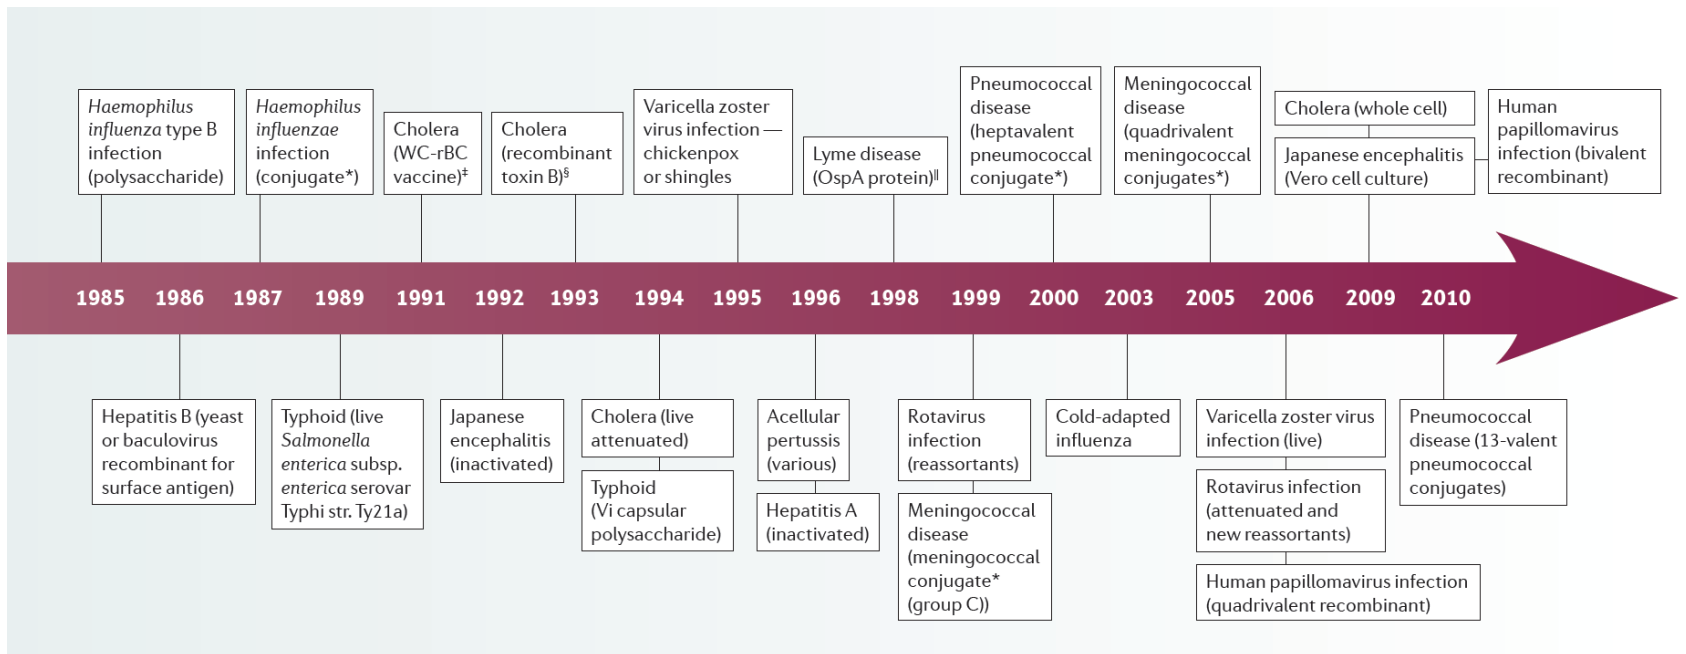 Haemophilus
influenza type B
infection
(polysaccharide)
Haemophilus
influenzae
infection
(conjugate*)
Cholera
(WC-rBC
vaccine)‡
Cholera
(recombinant
toxin B)§
Varicella zoster
virus infection —
chickenpox
or shingles
Lyme disease
(OspA protein)||
Pneumococcal
disease
(heptavalent
pneumococcal
conjugate*)
Meningococcal
disease
(quadrivalent
meningococcal
conjugates*)
Cholera (whole cell)
Japanese encephalitis
(Vero cell culture)
Human
papillomavirus
infection (bivalent
recombinant)
1985 1986 1987 1989 1991 1992 1993 1994 1995 1996 1998 1999 2000 2003 2005 2006 2009 2010
Hepatitis B (yeast
or baculovirus
recombinant for
surface antigen)
Typhoid (live
Salmonella
enterica subsp.
enterica serovar
Typhi str. Ty21a)
Japanese
encephalitis
(inactivated)
Cholera (live
attenuated)
Typhoid
(Vi capsular
polysaccharide)
Acellular
pertussis
(various)
Hepatitis A
(inactivated)
Rotavirus
infection
(reassortants)
Meningococcal
disease
(meningococcal
conjugate*
(group C))
Cold-adapted
influenza
Varicella zoster virus
infection (live)
Rotavirus infection
(attenuated and
new reassortants)
Human papillomavirus infection
(quadrivalent recombinant)
Pneumococcal
disease (13-valent
pneumococcal
conjugates)